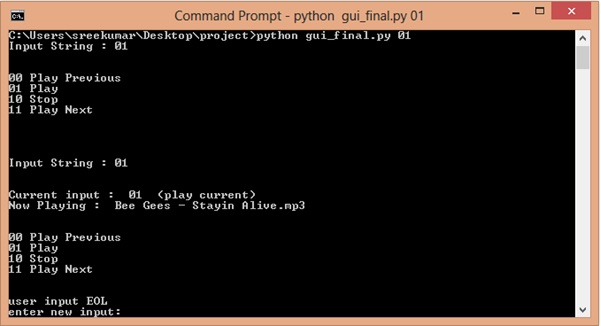 Command Prompt - python  gui_final.py 01
C:\Users\sreekumar\Desktop\project>python gui_final.py 01
Input String : 01
00 Play Previous
01 Play
10 Stop
11 Play Next
Input String : 01
Current input :  01  (play current)
Now Playing :  Bee Gees - Stayin Alive.mp3
00 Play Previous
01 Play
10 Stop
11 Play Next
user input EOL
enter new input: